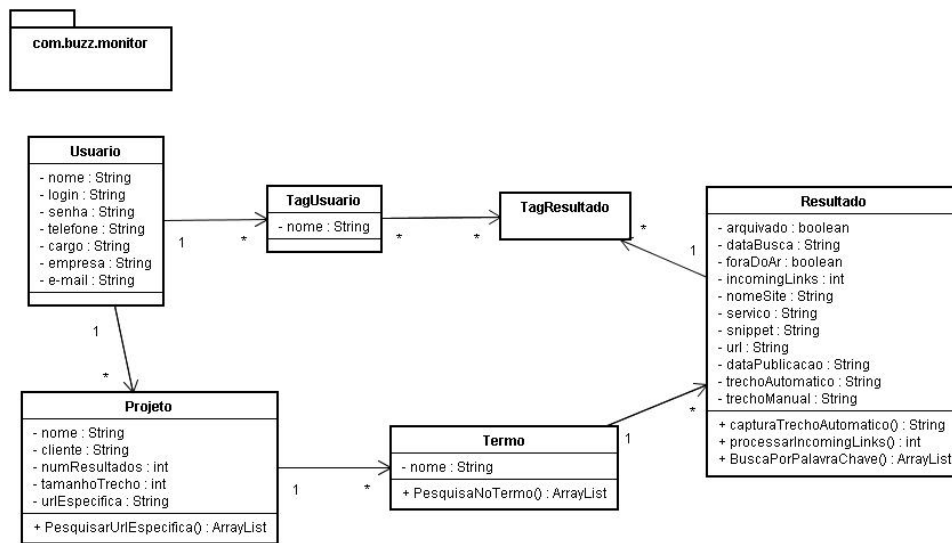 com.buzz.monitor
Usuario
- nome : String
- login : String
- senha : String
- telefone : String
- cargo : String
- empresa : String
- e-mail : String
TagUsuario
- nome : String
TagResultado
Resultado
- arquivado : boolean
- dataBusca : String
- foraDoAr : boolean
- incomingLinks : int
- nomeSite : String
- servico : String
- snippet : String
- url : String
- dataPublicacao : String
- trechoAutomatico : String
- trechoManual : String
+ capturaTrechoAutomatico() : String
+ processarIncomingLinks() : int
+ BuscaPorPalavraChave() : ArrayList
1
*
*
*
*
1
1
*
Projeto
- nome : String
- cliente : String
- numResultados : int
- tamanhoTrecho : int
- urlEspecifica : String
+ PesquisarUrlEspecifica() : ArrayList
1
*
Termo
- nome : String
+ PesquisaNoTermo() : ArrayList
1
*